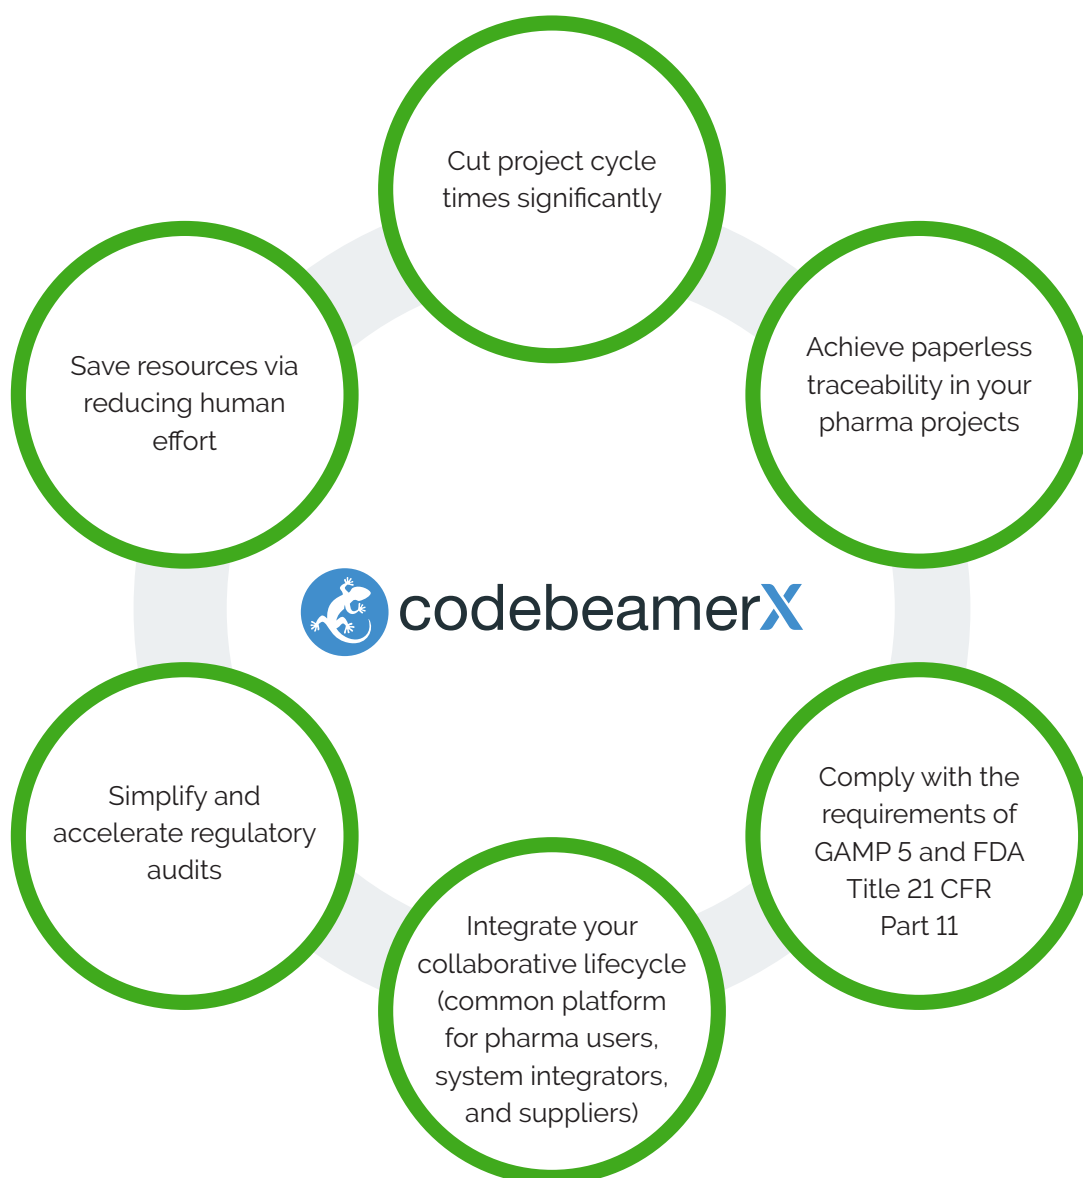 Cut project cycle
times significantly
Achieve paperless
traceability in your
pharma projects
Comply with the
requirements of
GAMP 5 and FDA
Title 21 CFR
Part 11
Integrate your
collaborative lifecycle
(common platform
for pharma users,
system integrators,
and suppliers)
Simplify and
accelerate regulatory
audits
Save resources via
reducing human
effort
codebeamerX